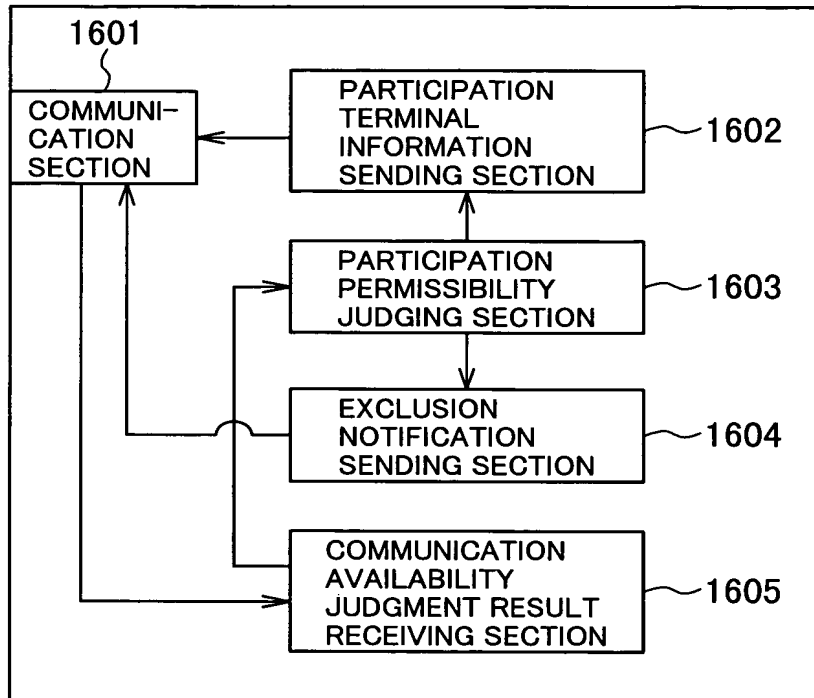 1601
COMMUNI-
CATION
SECTION
PARTICIPATION
TERMINAL
INFORMATION
SENDING SECTION
1602
PARTICIPATION
PERMISSIBILITY
JUDGING SECTION
1603
EXCLUSION
NOTIFICATION
SENDING SECTION
1604
COMMUNICATION
AVAILABILITY
JUDGMENT RESULT
RECEIVING SECTION
1605